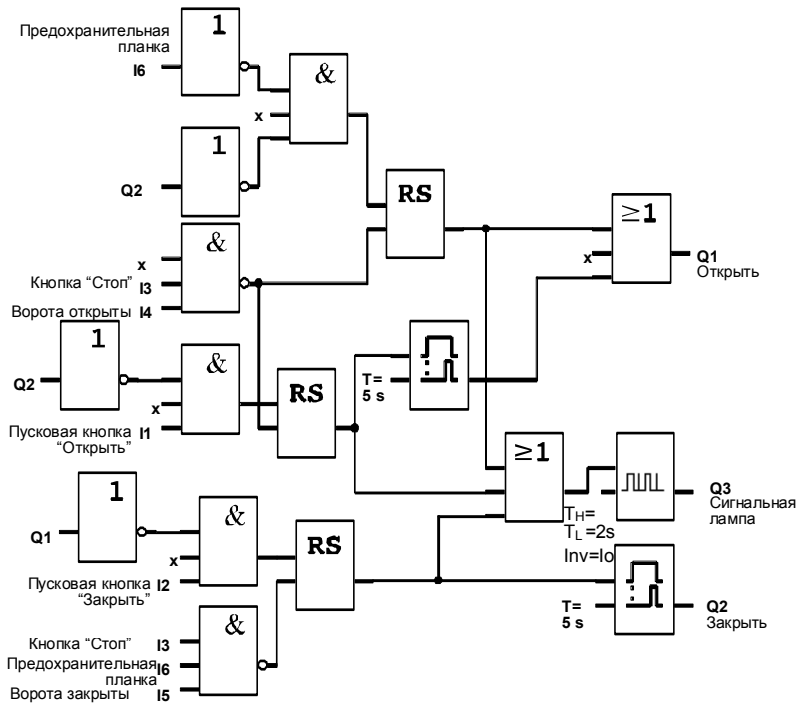 1
Предохранительная
планка
I6
&
x
1
Q2
RS
≥1
&
x
Кнопка “Стоп” I3
Ворота открыты I4
x
Q1
Открыть
1
Q2
&
x
Пусковая кнопка I1
“Открыть”
RS
T=
5 s
≥1
Q3
Сигнальная
лампа
TH=
TL=2s
Inv=Io
1
Q1
&
x
Пусковая кнопка I2
“Закрыть”
RS
T=
5 s
Q2
Закрыть
&
Кнопка “Стоп” I3
Предохранительная I6
планка
Ворота закрыты I5